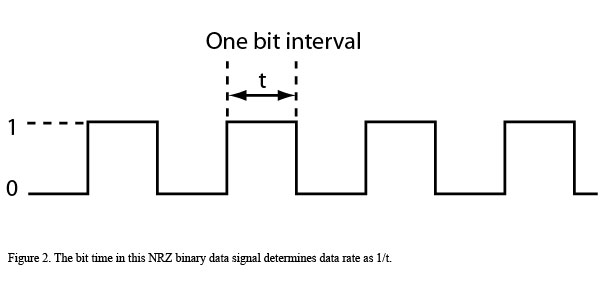 One bit interval
t
1
0
Figure 2. The bit time in this NRZ binary data signal determines data rate as 1/t.